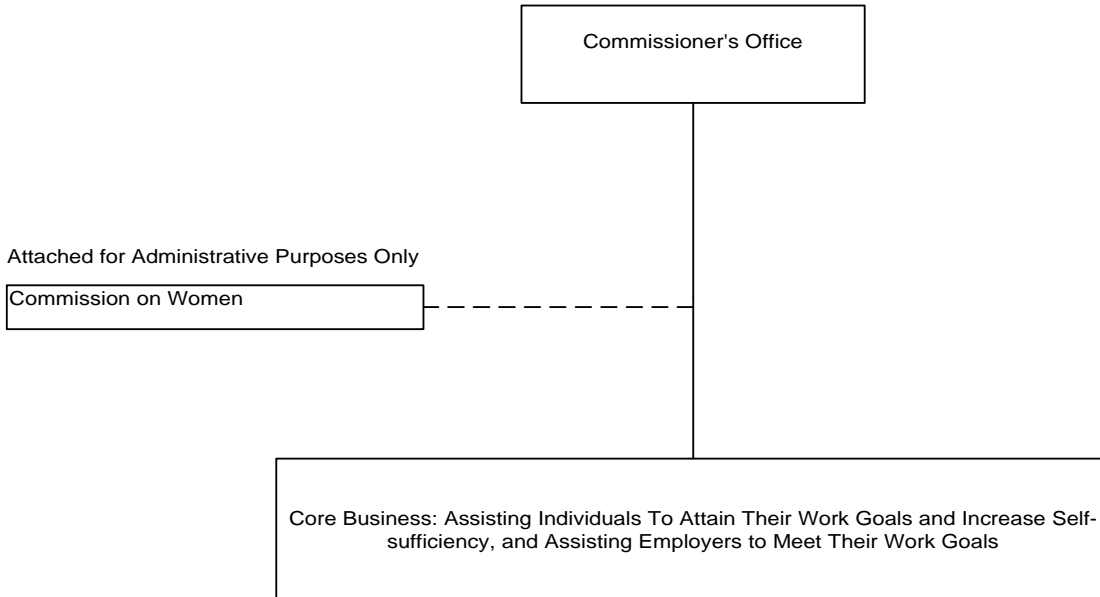 Commissioner's Office
Attached for Administrative Purposes Only
Commission on Women
Core Business: Assisting Individuals To Attain Their Work Goals and Increase Self-
sufficiency, and Assisting Employers to Meet Their Work Goals